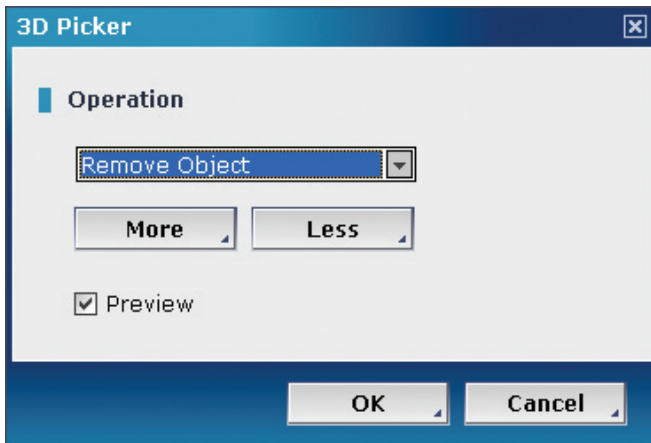 3D Picker
Operation
Remove Object
More Less
Preview
OK Cancel